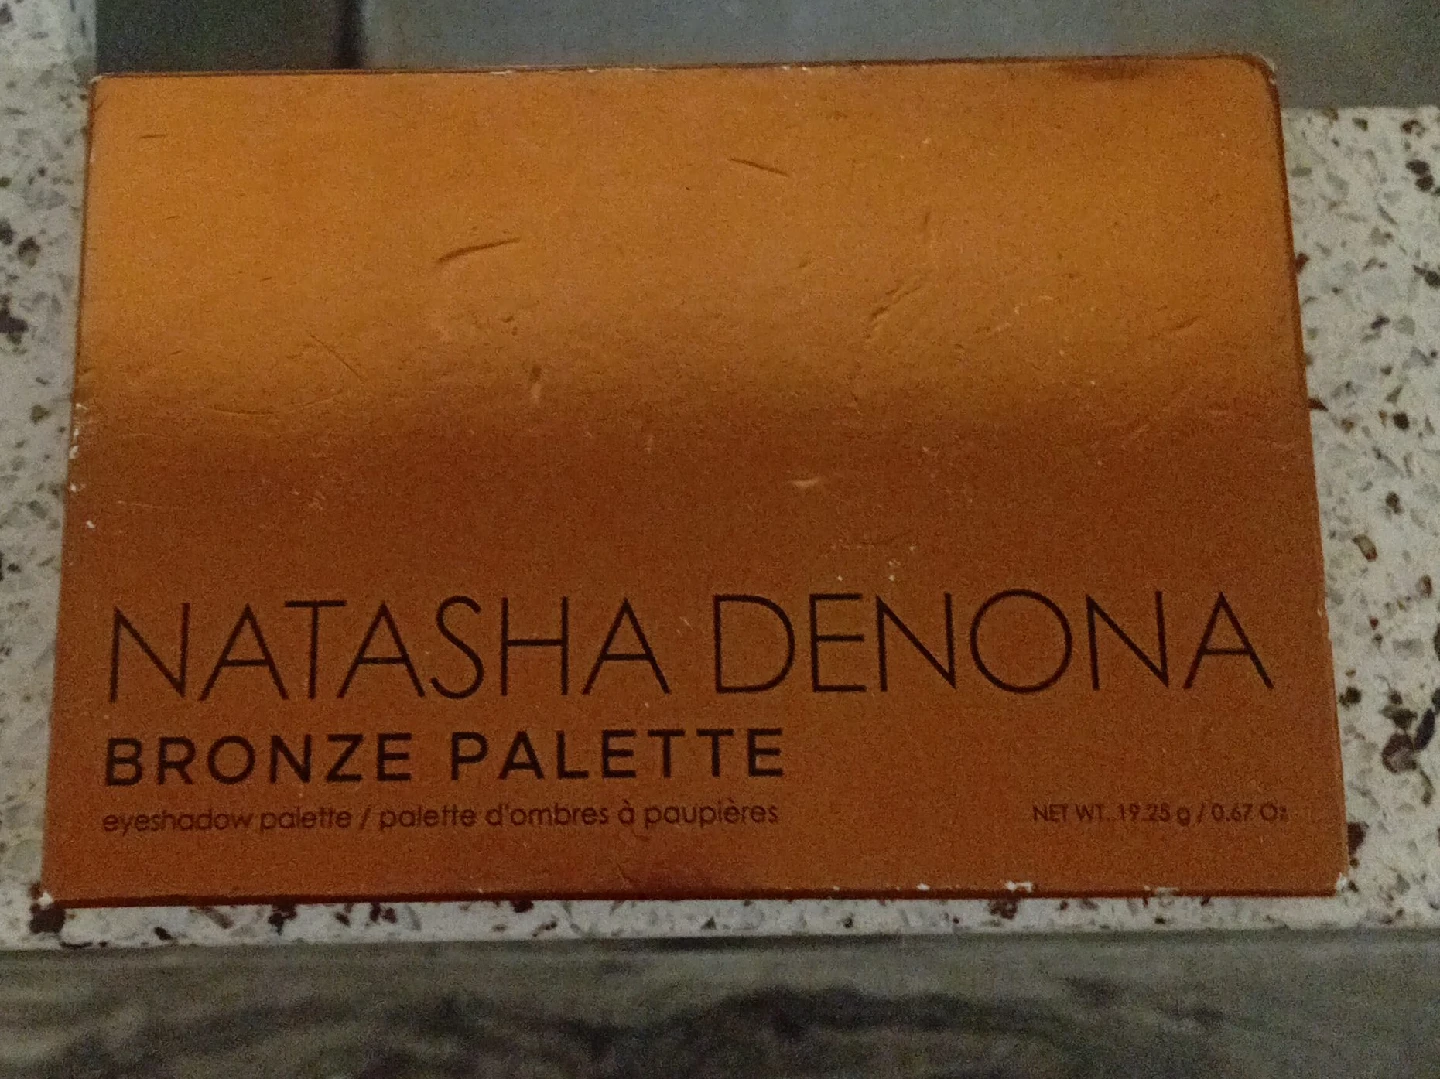 NATASHA DENONA
BRONZE PALETTE
eyeshadow palette / palette d'ombres à paupières
NET WT. 19.25 g / 0.67 Oz